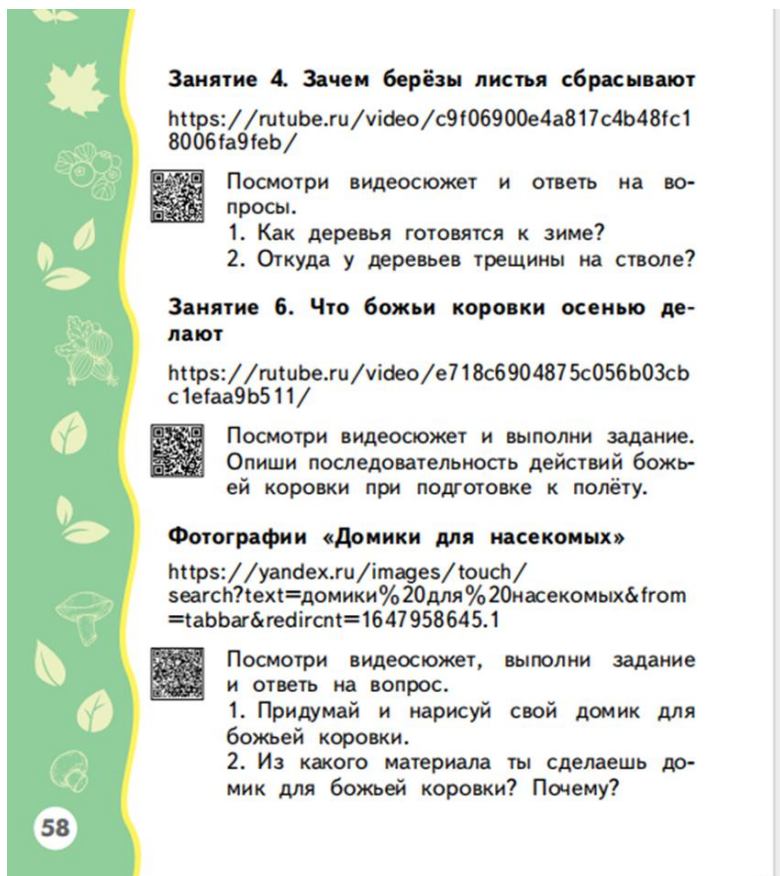 Занятие 4. Зачем берёзы листья сбрасывают
https://rutube.ru/video/c9f06900e4a817c4b48fc1
8006fa9feb/
Посмотри видеосюжет и ответь на во-
просы.
1. Как деревья готовятся к зиме?
2. Откуда у деревьев трещины на стволе?
Занятие 6. Что божьи коровки осенью де-
лают
https://rutube.ru/video/e718c6904875c056b03cb
c1efaa9b511/
Посмотри видеосюжет и выполни задание.
Опиши последовательность действий божь-
ей коровки при подготовке к полёту.
Фотографии «Домики для насекомых»
https://yandex.ru/images/touch/
search?text=домики%20для%20насекомых&from
=tabbar&redircnt=1647958645.1
Посмотри видеосюжет, выполни задание
и ответь на вопрос.
1. Придумай и нарисуй свой домик для
божьей коровки.
2. Из какого материала ты сделаешь до-
мик для божьей коровки? Почему?
58